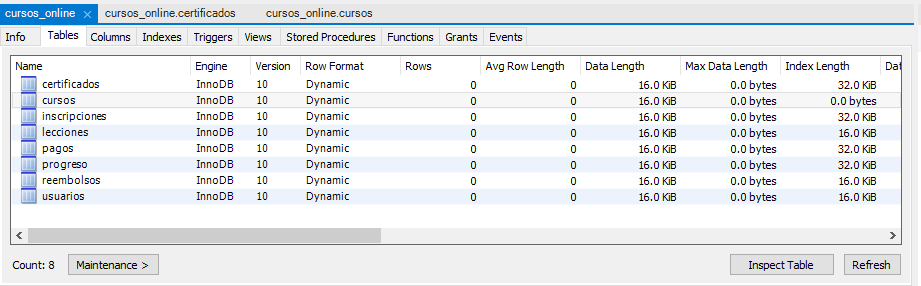 cursos_online × cursos_online.certificados cursos_online.cursos
Info Tables Columns Indexes Triggers Views Stored Procedures Functions Grants Events
Name Engine Version Row Format Rows Avg Row Length Data Length Max Data Length Index Length Dat
certificados InnoDB 10 Dynamic 0 0 16.0 KiB 0.0 bytes 32.0 KiB
cursos InnoDB 10 Dynamic 0 0 16.0 KiB 0.0 bytes 0.0 bytes
inscripciones InnoDB 10 Dynamic 0 0 16.0 KiB 0.0 bytes 32.0 KiB
lecciones InnoDB 10 Dynamic 0 0 16.0 KiB 0.0 bytes 16.0 KiB
pagos InnoDB 10 Dynamic 0 0 16.0 KiB 0.0 bytes 32.0 KiB
progreso InnoDB 10 Dynamic 0 0 16.0 KiB 0.0 bytes 32.0 KiB
reembolsos InnoDB 10 Dynamic 0 0 16.0 KiB 0.0 bytes 16.0 KiB
usuarios InnoDB 10 Dynamic 0 0 16.0 KiB 0.0 bytes 16.0 KiB
Count: 8 Maintenance > Inspect Table Refresh